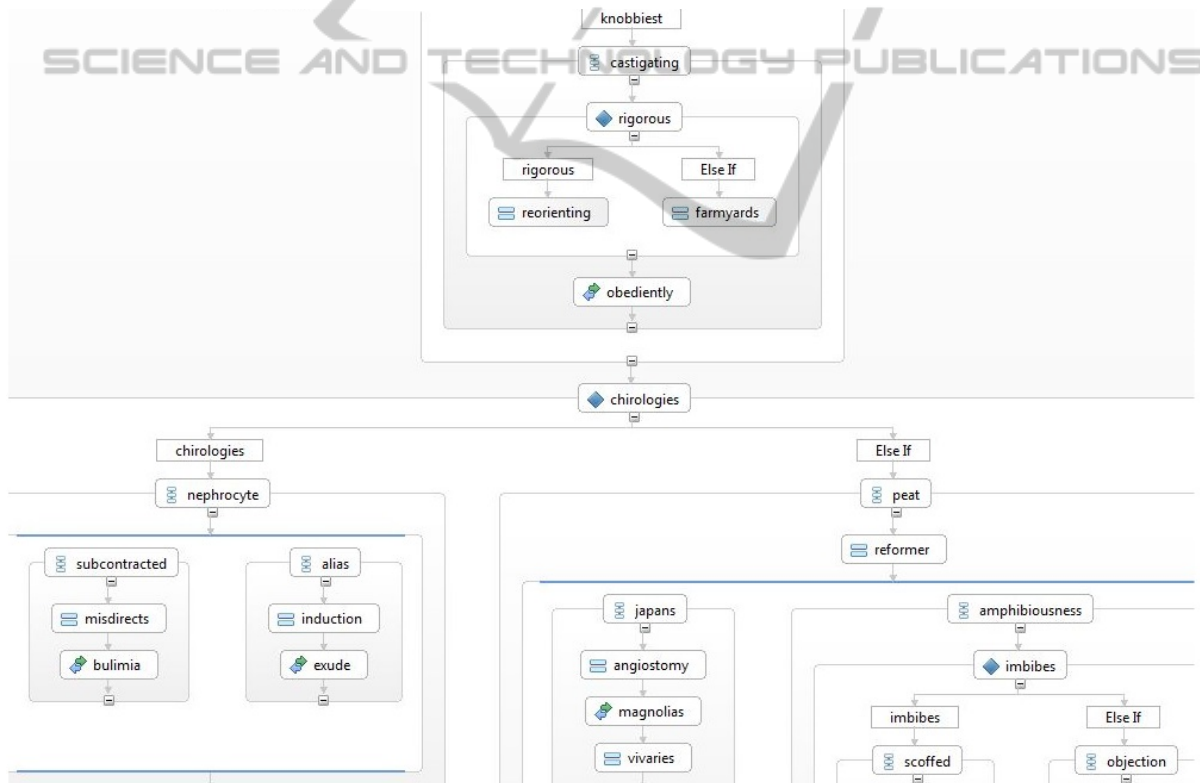 knobbiest
SCIENCE AND TECHNOLOGY PUBLICATIONS
castigating
rigorous
rigorous Else If
reorienting farmyards
obediently
chirologies
chirologies Else If
nephrocyte peat
reformer
subcontracted alias
misdirects induction
bulimia exude
japans amphibiousness
angiostomy imbibes
magnolias imbibes Else If
vivaries scoffed objection